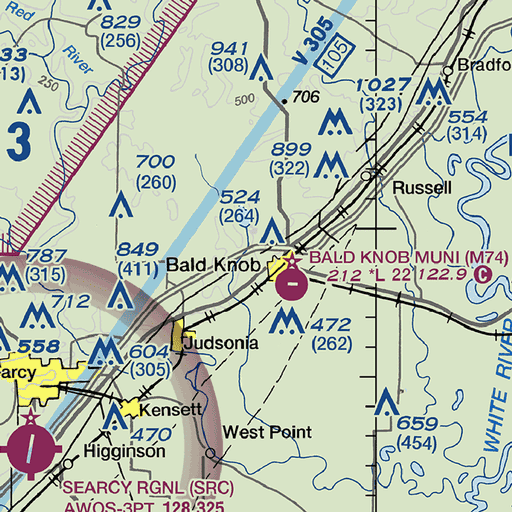 Red
829
(256)
River
33
13)
250
3
941
(308)
V 305
105
500
706
Bradfo
1027
(323)
554
(314)
899
(322)
700
(260)
Russell
524
(264)
787
(315)
849
(411)
Bald Knob
BALD KNOB MUNI (M74)
212 *L 22 122.9 C
712
558
472
(262)
604
(305)
Judsonia
arcy
Kensett
470
659
(454)
WHITE RIVER
Higginson
West Point
SEARCY RGNL (SRC)
AWOS-3PT 128.325